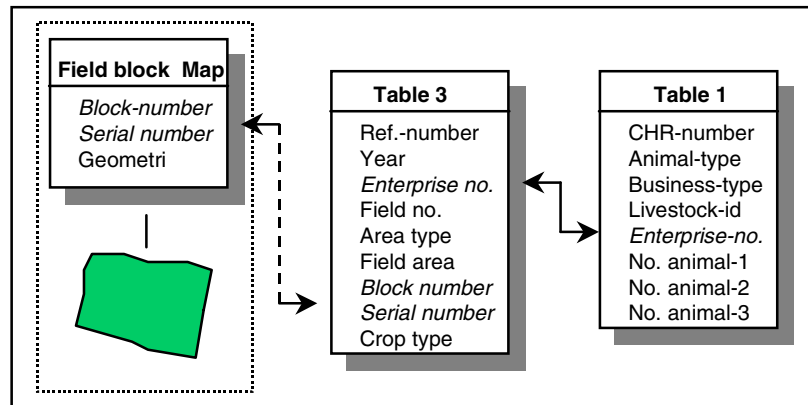 Field block Map
Block-number
Serial number
Geometri
Table 3
Ref.-number
Year
Enterprise no.
Field no.
Area type
Field area
Block number
Serial number
Crop type
Table 1
CHR-number
Animal-type
Business-type
Livestock-id
Enterprise-no.
No. animal-1
No. animal-2
No. animal-3